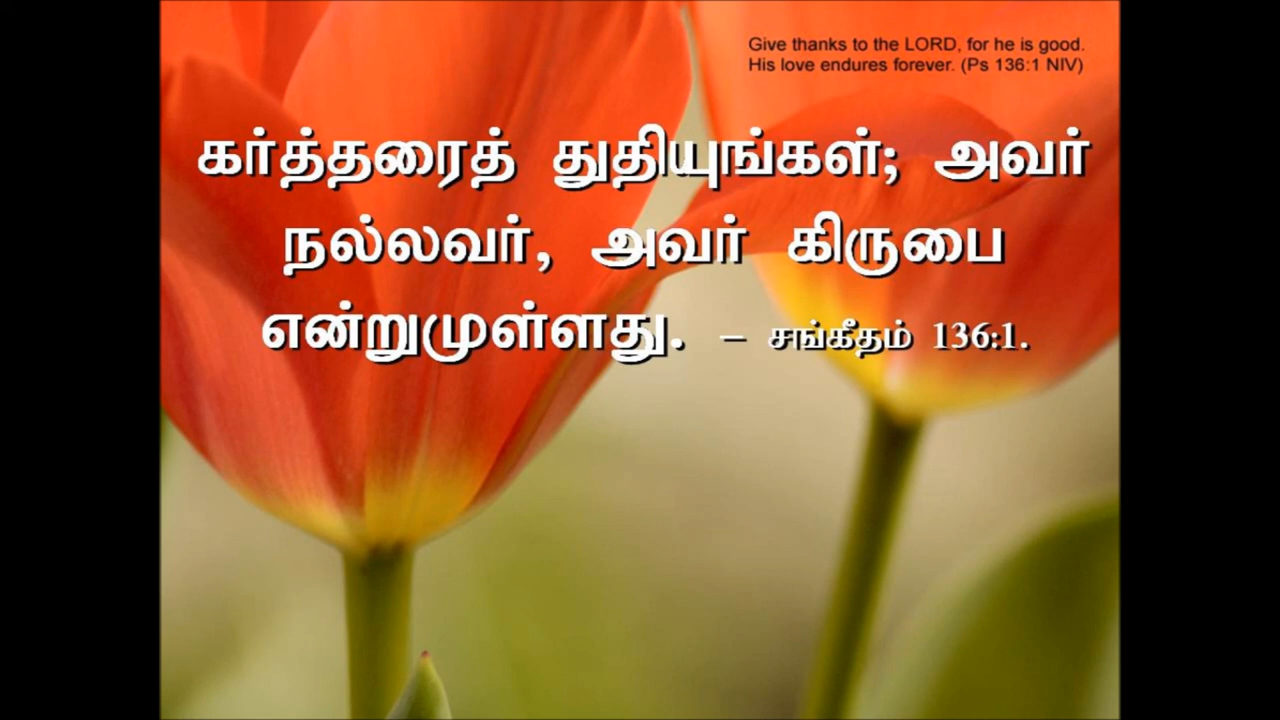 Give thanks to the LORD, for he is good.
His love endures forever. (Ps 136:1 NIV)
கர்த்தரைத் துதியுங்கள்; அவர்
நல்லவர், அவர் கிருபை
என்றுமுள்ளது. – சங்கீதம் 136:1.